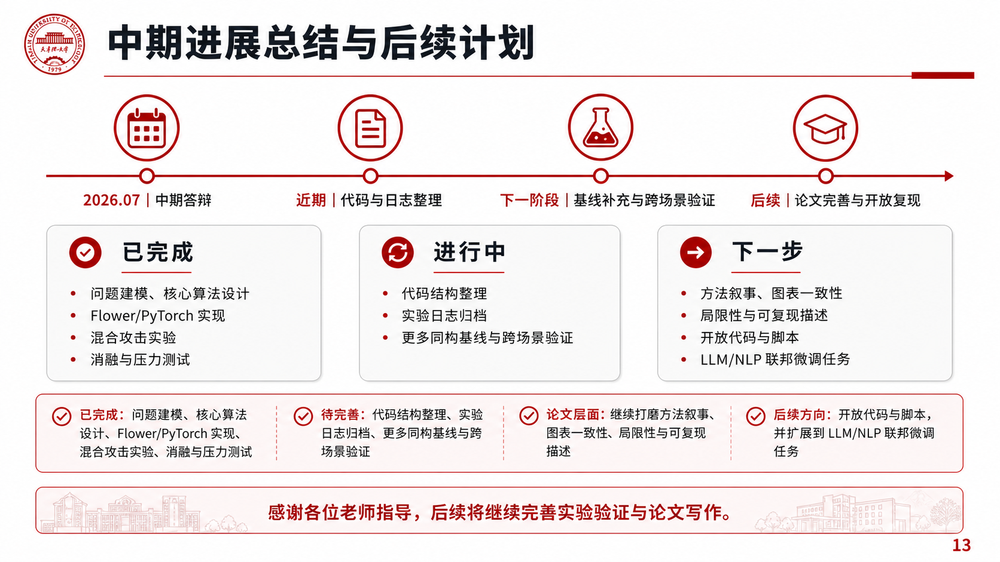 中期进展总结与后续计划
天津理工大学
1979
2026.07 | 中期答辩
近期 | 代码与日志整理
下一阶段 | 基线补充与跨场景验证
后续 | 论文完善与开放复现
已完成
• 问题建模、核心算法设计
• Flower/PyTorch 实现
• 混合攻击实验
• 消融与压力测试
进行中
• 代码结构整理
• 实验日志归档
• 更多同构基线与跨场景验证
下一步
• 方法叙事、图表一致性
• 局限性与可复现描述
• 开放代码与脚本
• LLM/NLP 联邦微调任务
已完成：问题建模、核心算法
设计、Flower/PyTorch 实现、
混合攻击实验、消融与压力测试
待完善：代码结构整理、实验
日志归档、更多同构基线与跨
场景验证
论文层面：继续打磨方法叙事、
图表一致性、局限性与可复现
描述
后续方向：开放代码与脚本，
并扩展到 LLM/NLP 联邦微调
任务
感谢各位老师指导，后续将继续完善实验验证与论文写作。
13